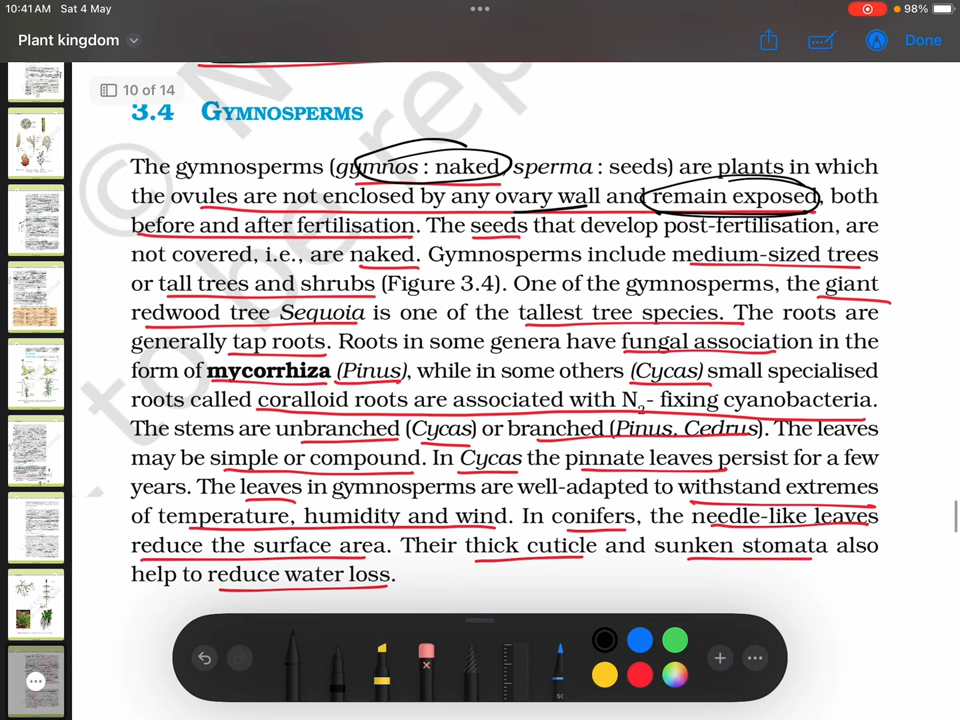 10:41 AM Sat 4 May
98%
Plant kingdom
Done
10 of 14
3.4 GYMNOSPERMS
The gymnosperms (gymnos : naked, sperma : seeds) are plants in which
the ovules are not enclosed by any ovary wall and remain exposed, both
before and after fertilisation. The seeds that develop post-fertilisation, are
not covered, i.e., are naked. Gymnosperms include medium-sized trees
or tall trees and shrubs (Figure 3.4). One of the gymnosperms, the giant
redwood tree Sequoia is one of the tallest tree species. The roots are
generally tap roots. Roots in some genera have fungal association in the
form of mycorrhiza (Pinus), while in some others (Cycas) small specialised
roots called coralloid roots are associated with N2- fixing cyanobacteria.
The stems are unbranched (Cycas) or branched (Pinus, Cedrus). The leaves
may be simple or compound. In Cycas the pinnate leaves persist for a few
years. The leaves in gymnosperms are well-adapted to withstand extremes
of temperature, humidity and wind. In conifers, the needle-like leaves
reduce the surface area. Their thick cuticle and sunken stomata also
help to reduce water loss.